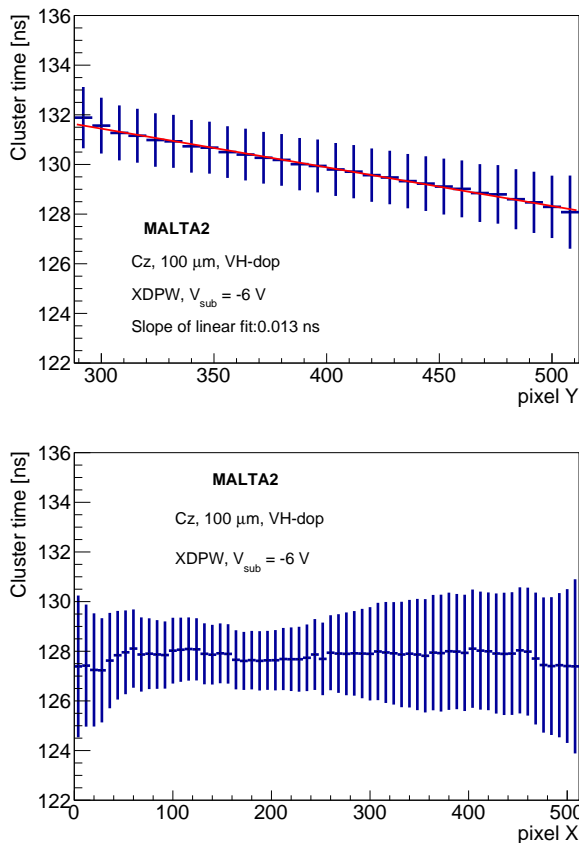 Cluster time [ns]
136
134
132
130
128
126
124
122
MALTA2
Cz, 100 μm, VH-dop
XDPW, V_sub = -6 V
Slope of linear fit:0.013 ns
300 350 400 450 500
pixel Y
Cluster time [ns]
136
134
132
130
128
126
124
122
MALTA2
Cz, 100 μm, VH-dop
XDPW, V_sub = -6 V
0 100 200 300 400 500
pixel X